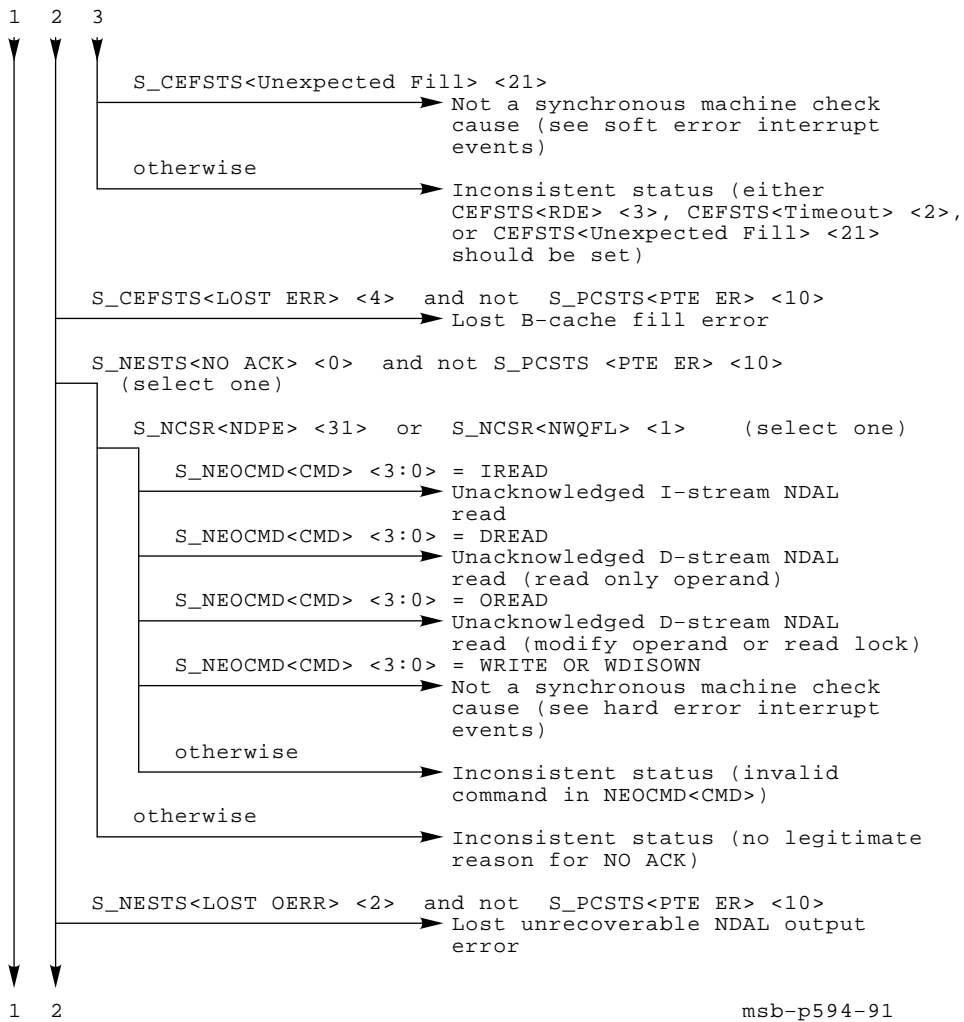 1 2 3
S_CEFSTS<Unexpected Fill> <21>
Not a synchronous machine check
cause (see soft error interrupt
events)
otherwise
Inconsistent status (either
CEFSTS<RDE> <3>, CEFSTS<Timeout> <2>,
or CEFSTS<Unexpected Fill> <21>
should be set)
S_CEFSTS<LOST ERR> <4> and not S_PCSTS<PTE ER> <10>
Lost B-cache fill error
S_NESTS<NO ACK> <0> and not S_PCSTS <PTE ER> <10>
(select one)
S_NCSR<NDPE> <31> or S_NCSR<NWQFL> <1> (select one)
S_NEOCMD<CMD> <3:0> = IREAD
Unacknowledged I-stream NDAL
read
S_NEOCMD<CMD> <3:0> = DREAD
Unacknowledged D-stream NDAL
read (read only operand)
S_NEOCMD<CMD> <3:0> = OREAD
Unacknowledged D-stream NDAL
read (modify operand or read lock)
S_NEOCMD<CMD> <3:0> = WRITE OR WDISOWN
Not a synchronous machine check
cause (see hard error interrupt
events)
otherwise
Inconsistent status (invalid
command in NEOCMD<CMD>)
otherwise
Inconsistent status (no legitimate
reason for NO ACK)
S_NESTS<LOST OERR> <2> and not S_PCSTS<PTE ER> <10>
Lost unrecoverable NDAL output
error
1 2
msb-p594-91